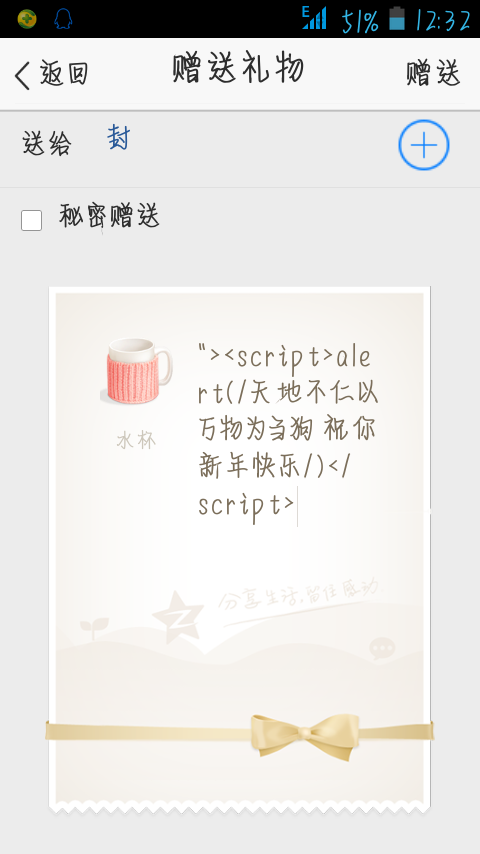 E 51% 12:32
返回 赠送礼物 赠送
送给 封
秘密赠送
"><script>ale
rt(/天地不仁以
万物为刍狗 祝你
新年快乐/)</
script>
水杯
分享生活,留住感动